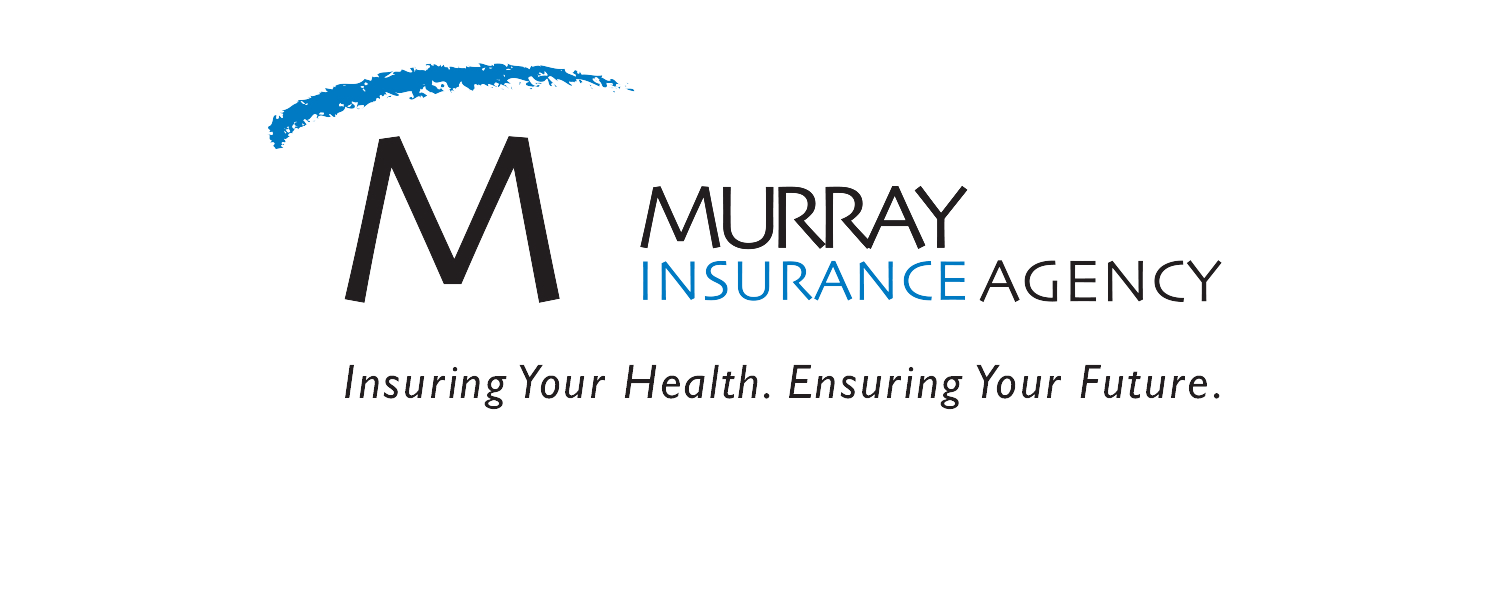 M
MURRAY
INSURANCE AGENCY
Insuring Your Health. Ensuring Your Future.